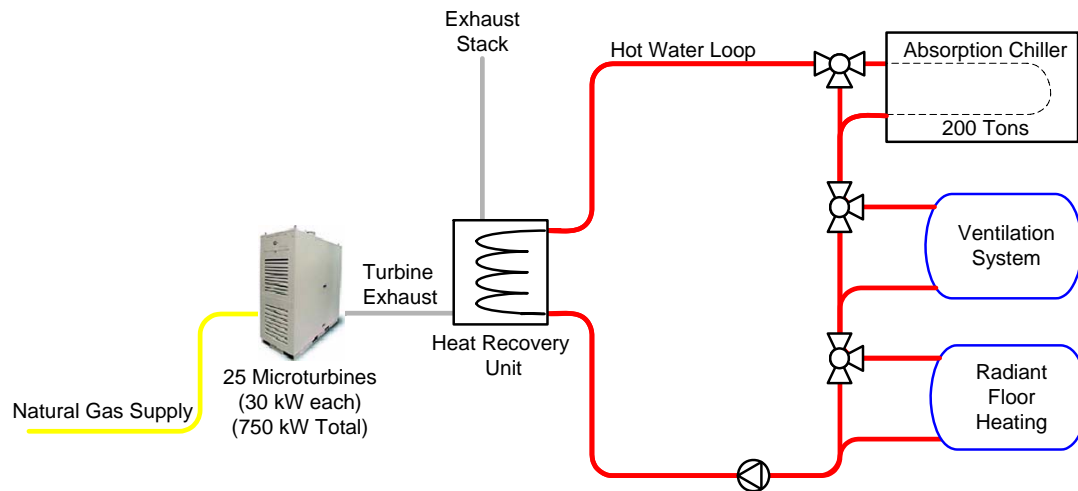 Exhaust
Stack
Hot Water Loop
Absorption Chiller
200 Tons
Ventilation
System
Turbine
Exhaust
Heat Recovery
Unit
Radiant
Floor
Heating
25 Microturbines
(30 kW each)
(750 kW Total)
Natural Gas Supply